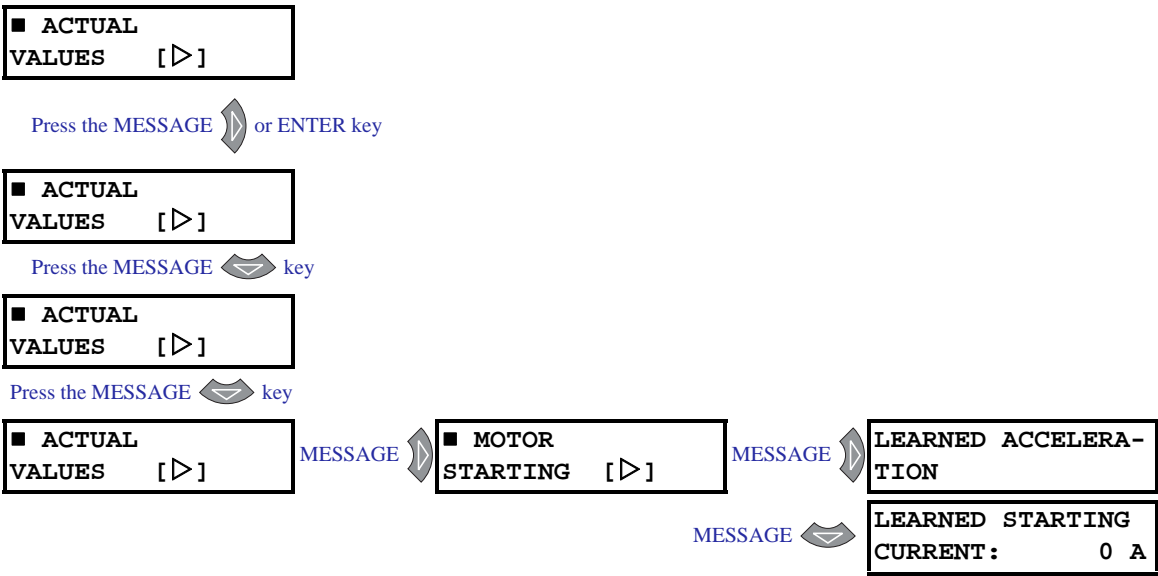 ■ ACTUAL
VALUES [▷]
Press the MESSAGE or ENTER key
■ ACTUAL
VALUES [▷]
Press the MESSAGE key
■ ACTUAL
VALUES [▷]
Press the MESSAGE key
■ ACTUAL
VALUES [▷]
MESSAGE
■ MOTOR
STARTING [▷]
MESSAGE
LEARNED ACCELERA-
TION
MESSAGE
LEARNED STARTING
CURRENT: 0 A